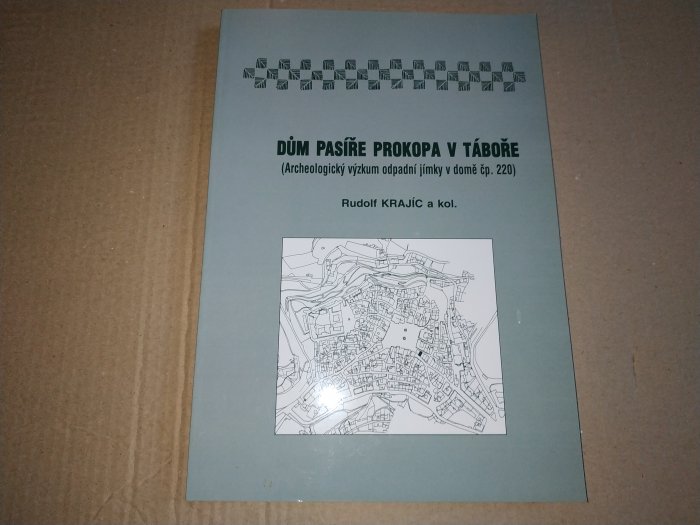 DŮM PASÍŘE PROKOPA V TÁBOŘE
(Archeologický výzkum odpadní jímky v domě čp. 220)
Rudolf KRAJÍC a kol.